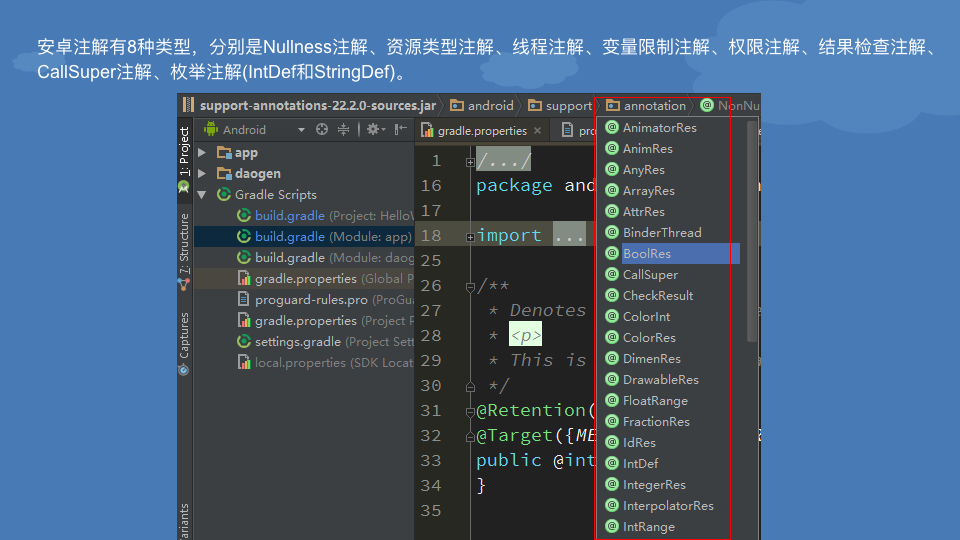 安卓注解有8种类型，分别是Nullness注解、资源类型注解、线程注解、变量限制注解、权限注解、结果检查注解、
CallSuper注解、枚举注解(IntDef和StringDef)。
support-annotations-22.2.0-sources.jar android support annotation NonNu
Android gradle.properties × pro
1: Project
7: Structure
Captures
ariants
app
daogen
Gradle Scripts
build.gradle (Project: Hello
build.gradle (Module: app)
build.gradle (Module: daog
gradle.properties (Global P
proguard-rules.pro (ProGu
gradle.properties (Project P
settings.gradle (Project Sett
local.properties (SDK Locat
1 /.../
16 package and
17
18 import ...
25
26 /**
27 * Denotes
28 * <p>
29 * This is
30 */
31 @Retention(
32 @Target({ME
33 public @int
34 }
35
AnimatorRes
AnimRes
AnyRes
ArrayRes
AttrRes
BinderThread
BoolRes
CallSuper
CheckResult
ColorInt
ColorRes
DimenRes
DrawableRes
FloatRange
FractionRes
IdRes
IntDef
IntegerRes
InterpolatorRes
IntRange